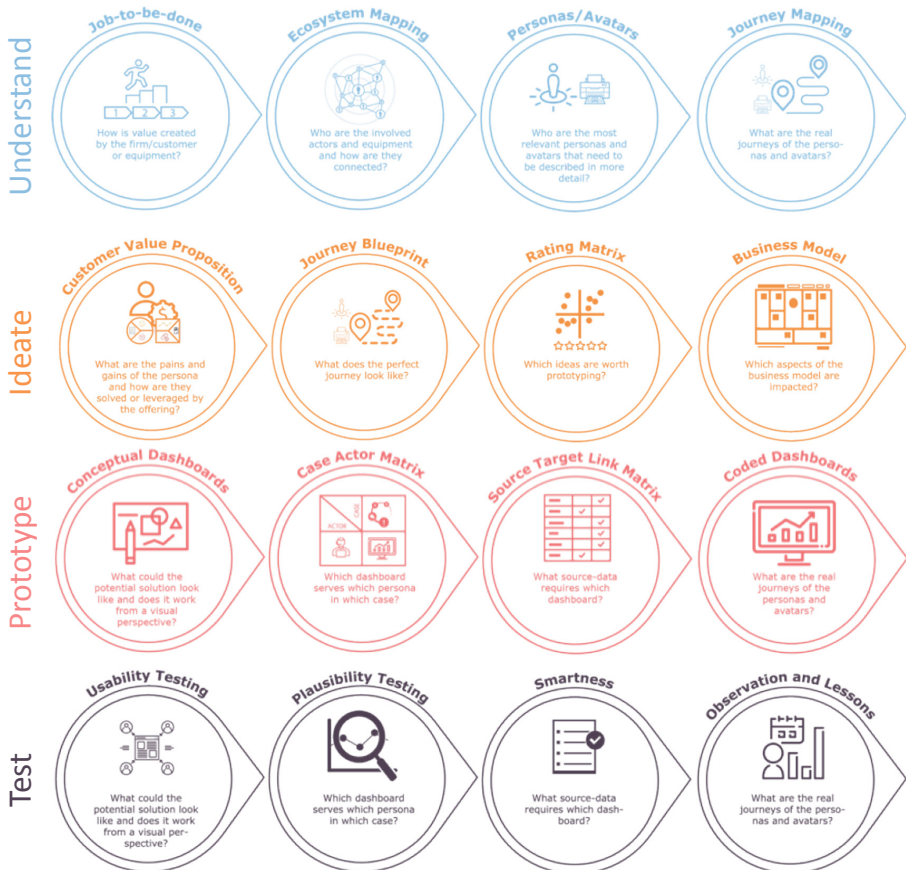 Understand
Job-to-be-done
1 2 3
How is value created
by the firm/customer
or equipment?
Ecosystem Mapping
Who are the involved
actors and equipment
and how are they
connected?
Personas/Avatars
Who are the most
relevant personas and
avatars that need to
be described in more
detail?
Journey Mapping
What are the real
journeys of the perso-
nas and avatars?
Ideate
Customer Value Proposition
What are the pains and
gains of the persona
and how are they
solved or leveraged by
the offering?
Journey Blueprint
What does the perfect
journey look like?
Rating Matrix
Which ideas are worth
prototyping?
Business Model
Which aspects of the
business model are
impacted?
Prototype
Conceptual Dashboards
What could the
potential solution look
like and does it work
from a visual
perspective?
Case Actor Matrix
CASE
ACTOR
Which dashboard
serves which persona
in which case?
Source Target Link Matrix
What source-data
requires which
dashboard?
Coded Dashboards
What are the real
journeys of the
personas and
avatars?
Test
Usability Testing
What could the
potential solution look
like and does it work
from a visual per-
spective?
Plausibility Testing
Which dashboard
serves which persona
in which case?
Smartness
What source-data
requires which dash-
board?
Observation and Lessons
What are the real
journeys of the perso-
nas and avatars?